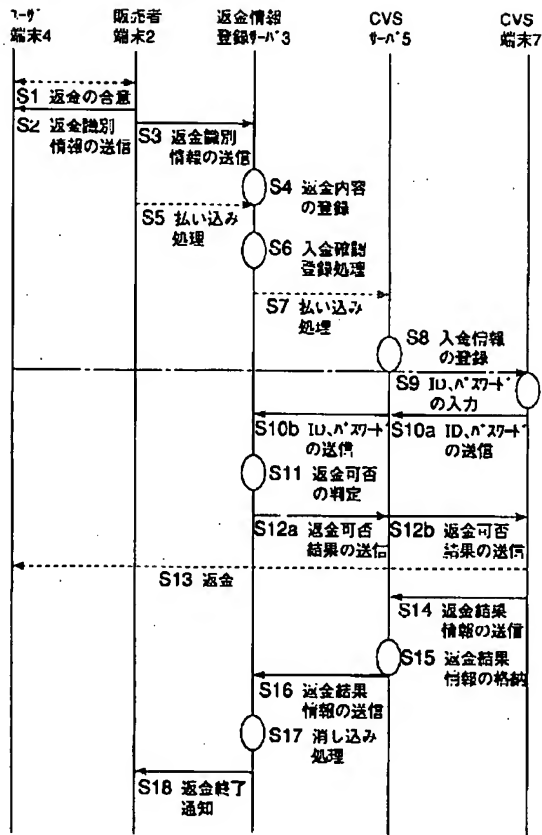 ﾕｰｻﾞ 販売者 返金情報 CVS CVS
端末4 端末2 登録ｻｰﾊﾞ3 ｻｰﾊﾞ5 端末7
S1 返金の合意
S2 返金識別
情報の送信
S3 返金識別
情報の送信
S4 返金内容
の登録
S5 払い込み
処理
S6 入金確認
登録処理
S7 払い込み
処理
S8 入金情報
の登録
S9 ID、ﾊﾟｽﾜｰﾄﾞ
の入力
S10b ID、ﾊﾟｽﾜｰﾄﾞ
の送信
S10a ID、ﾊﾟｽﾜｰﾄﾞ
の送信
S11 返金可否
の判定
S12a 返金可否
結果の送信
S12b 返金可否
結果の送信
S13 返金
S14 返金結果
情報の送信
S15 返金結果
情報の格納
S16 返金結果
情報の送信
S17 消し込み
処理
S18 返金終了
通知